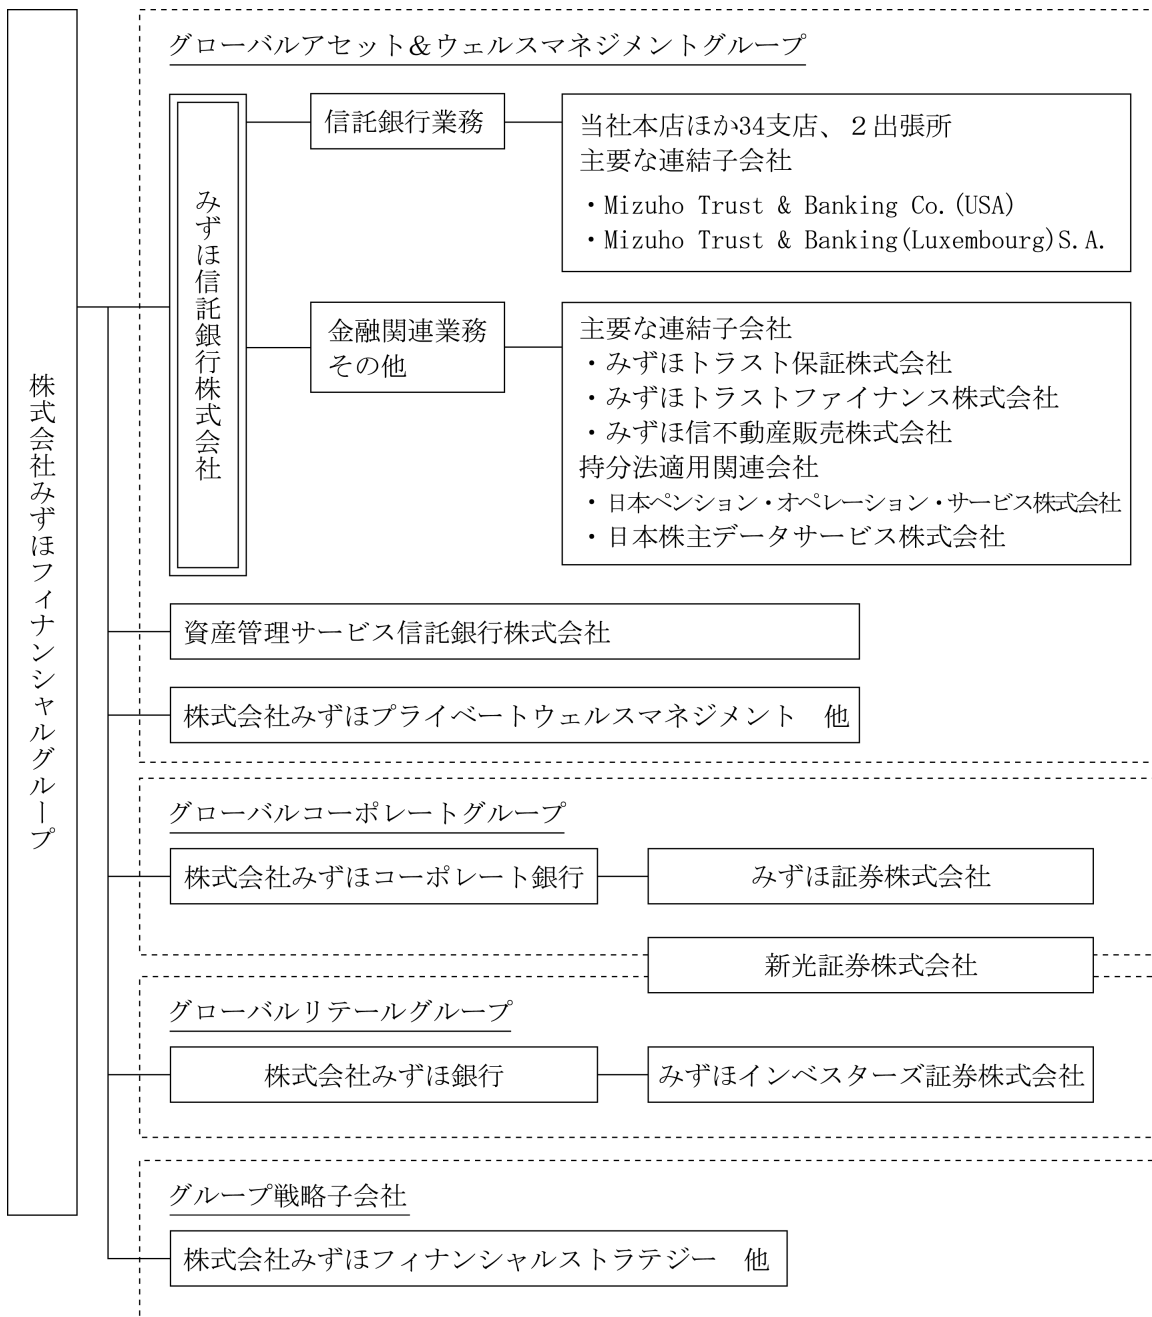 株式会社みずほフィナンシャルグループ
グローバルアセット＆ウェルスマネジメントグループ
みずほ信託銀行株式会社
信託銀行業務
当社本店ほか34支店、２出張所
主要な連結子会社
・Mizuho Trust & Banking Co.(USA)
・Mizuho Trust & Banking(Luxembourg)S.A.
金融関連業務
その他
主要な連結子会社
・みずほトラスト保証株式会社
・みずほトラストファイナンス株式会社
・みずほ信不動産販売株式会社
持分法適用関連会社
・日本ペンション・オペレーション・サービス株式会社
・日本株主データサービス株式会社
資産管理サービス信託銀行株式会社
株式会社みずほプライベートウェルスマネジメント　他
グローバルコーポレートグループ
株式会社みずほコーポレート銀行
みずほ証券株式会社
新光証券株式会社
グローバルリテールグループ
株式会社みずほ銀行
みずほインベスターズ証券株式会社
グループ戦略子会社
株式会社みずほフィナンシャルストラテジー　他